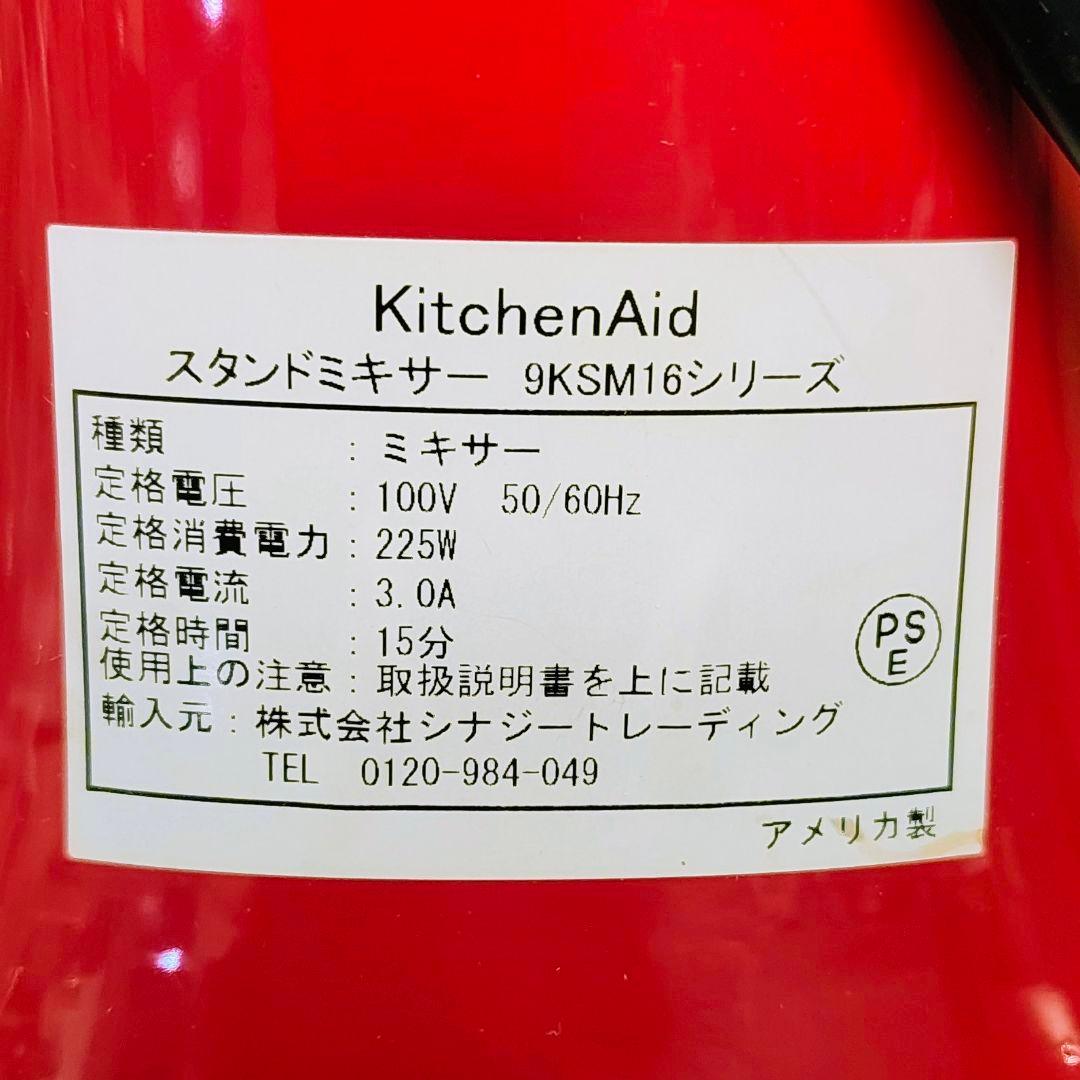 KitchenAid
スタンドミキサー 9KSM16シリーズ
種類 : ミキサー
定格電圧 : 100V 50/60Hz
定格消費電力 : 225W
定格電流 : 3.0A
定格時間 : 15分
使用上の注意 : 取扱説明書を上に記載
輸入元 : 株式会社シナジートレーディング
TEL 0120-984-049
PS
E
アメリカ製